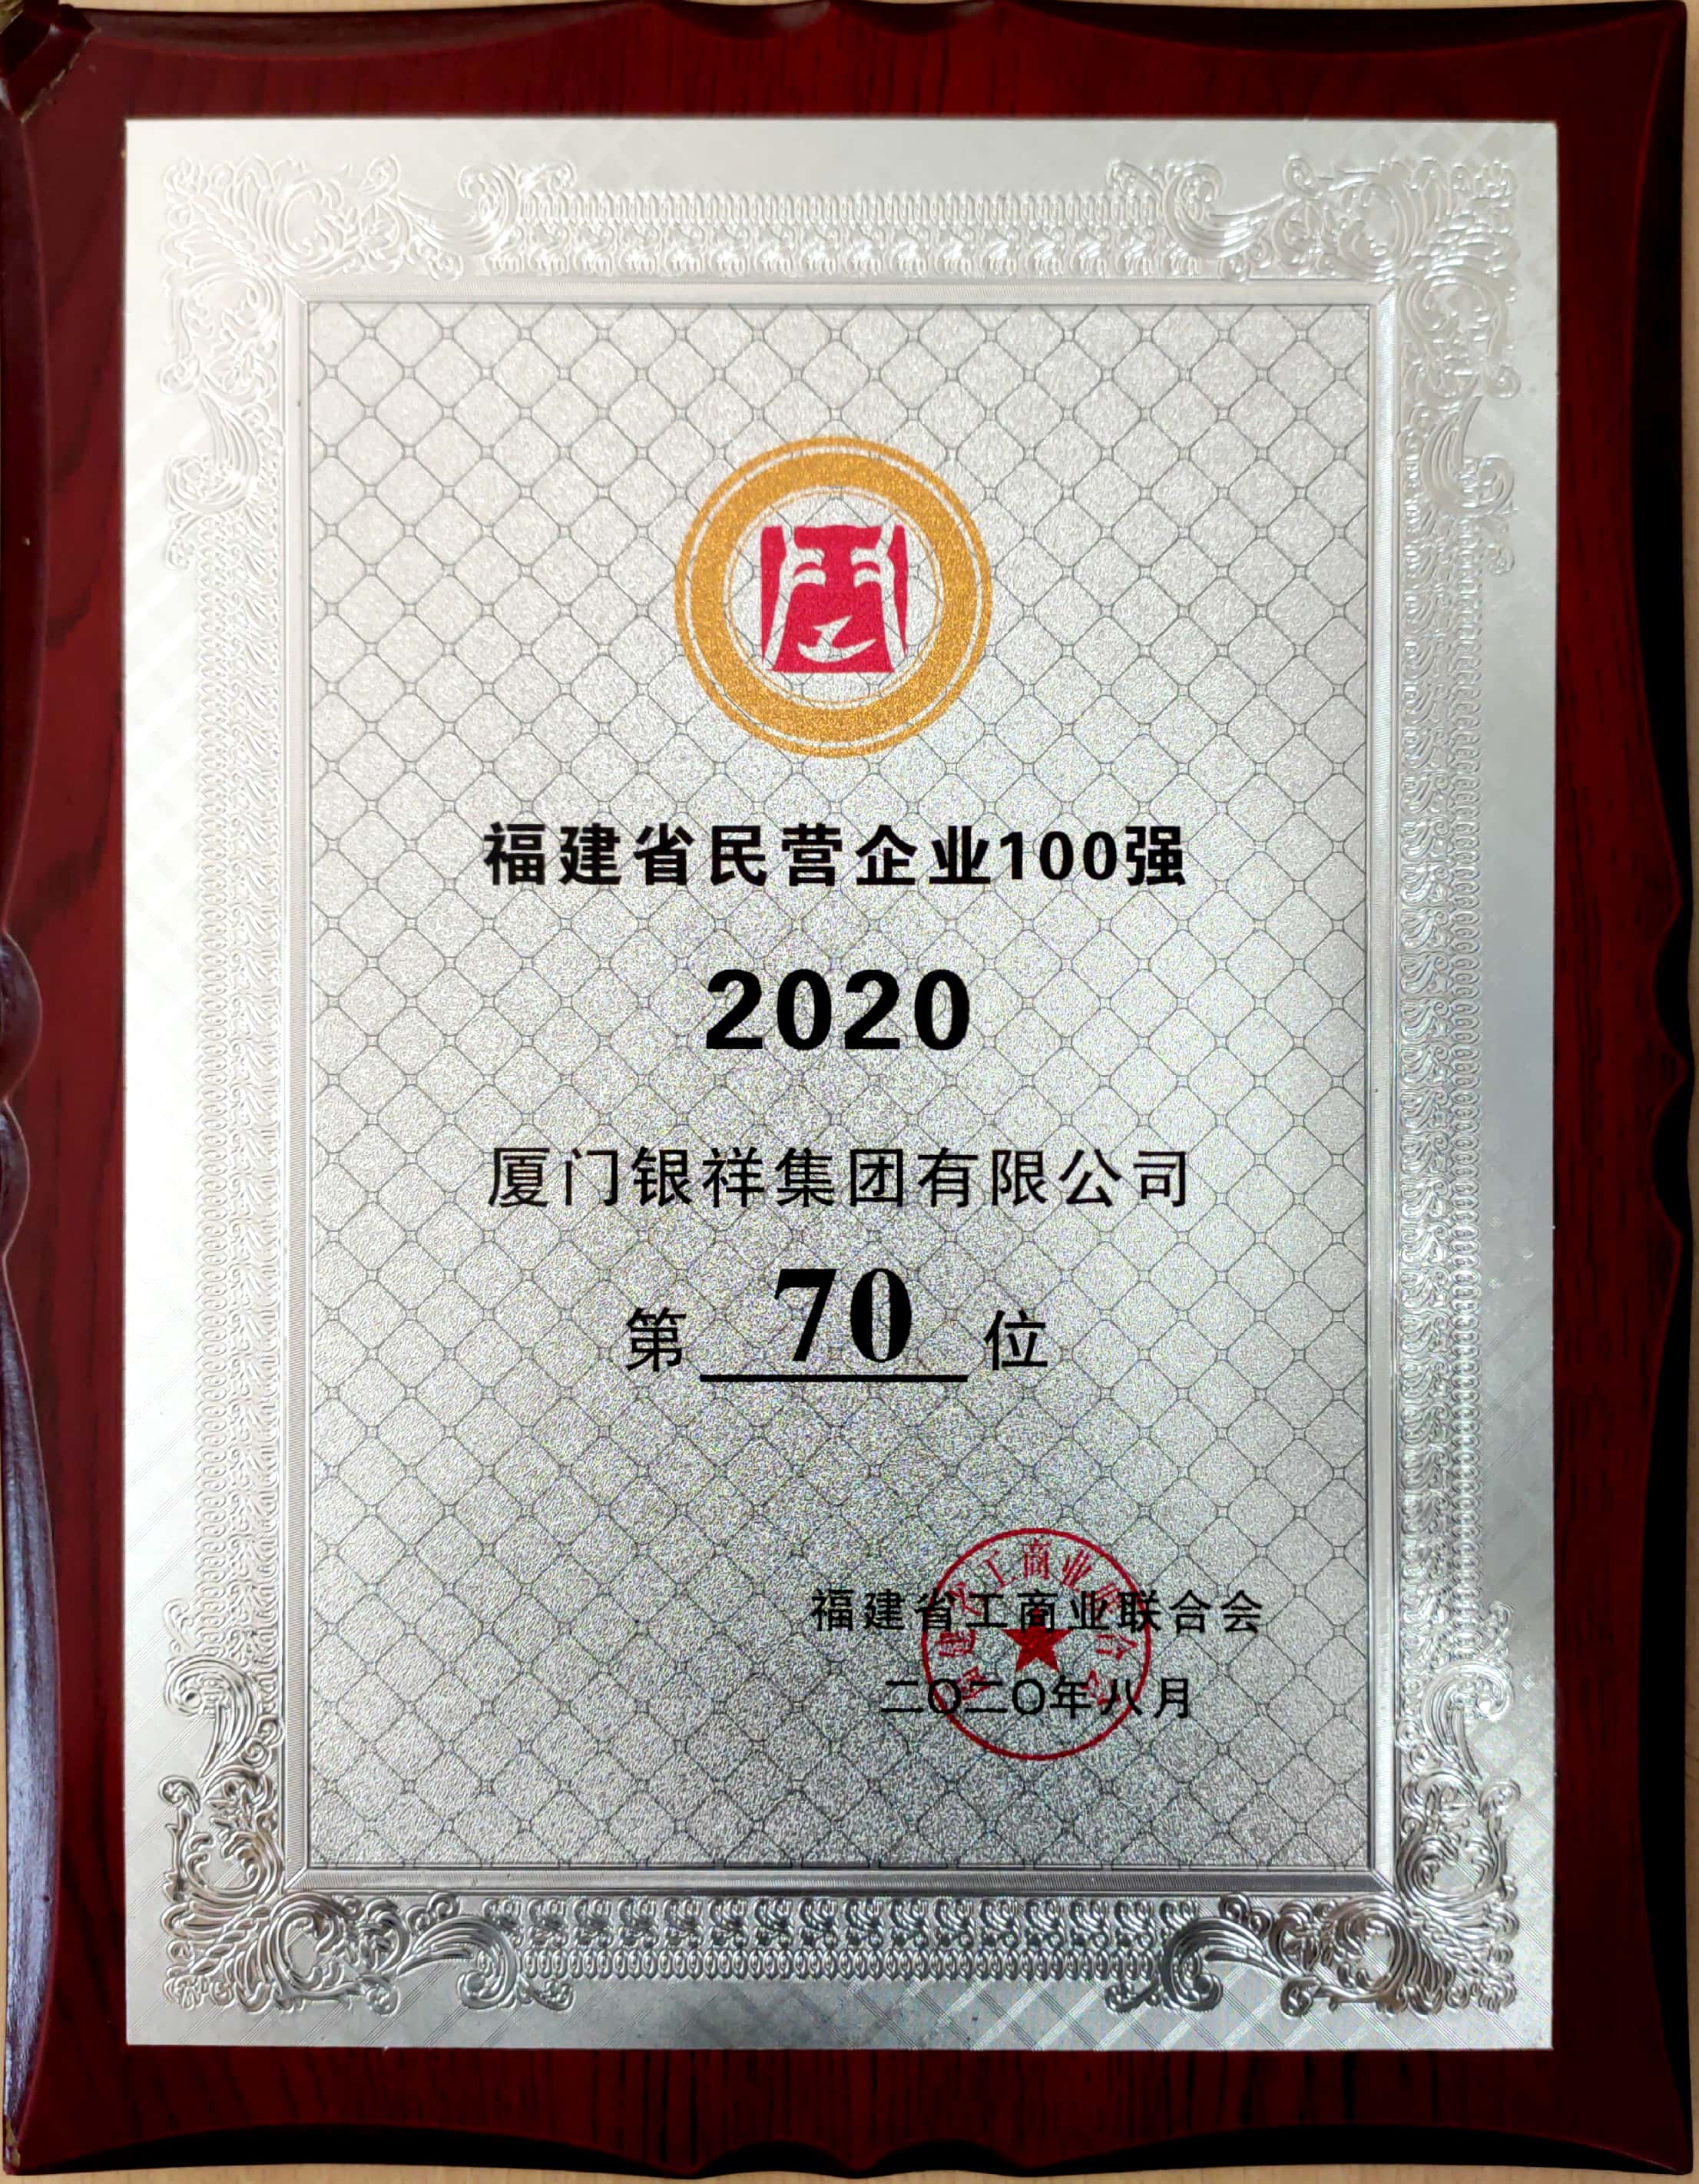 福建省民营企业100强
2020
厦门银祥集团有限公司
第 70 位
福建省工商业联合会
二〇二〇年八月